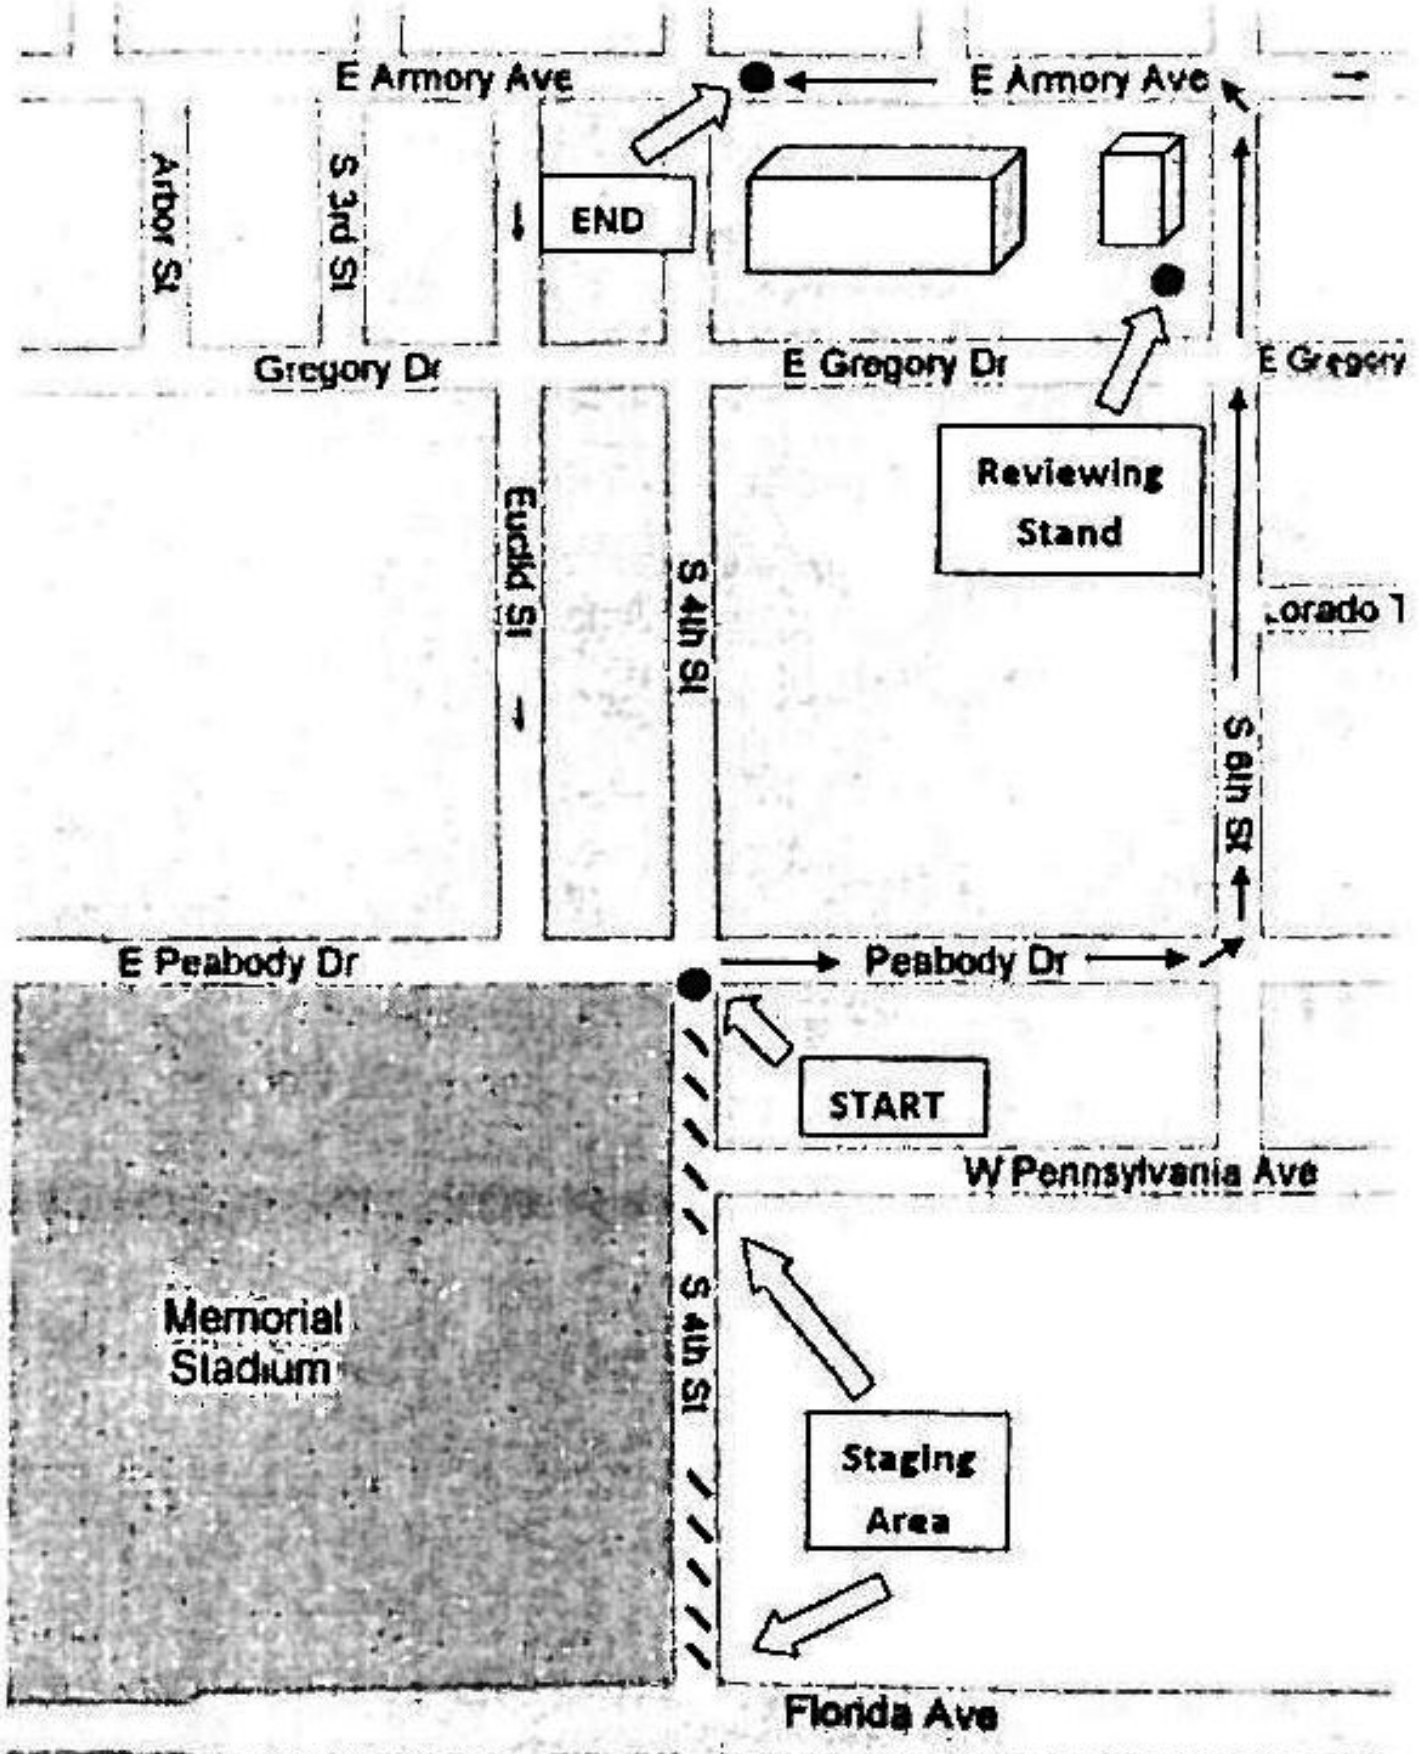 E Armory Ave
E Armory Ave
Arbor St
S 3rd St
END
Gregory Dr
E Gregory Dr
E Gregory
Reviewing
Stand
Euclid St
S 4th St
orado T
S 6th St
E Peabody Dr
Peabody Dr
START
W Pennsylvania Ave
Memorial
Stadium
S 4th St
Staging
Area
Florida Ave